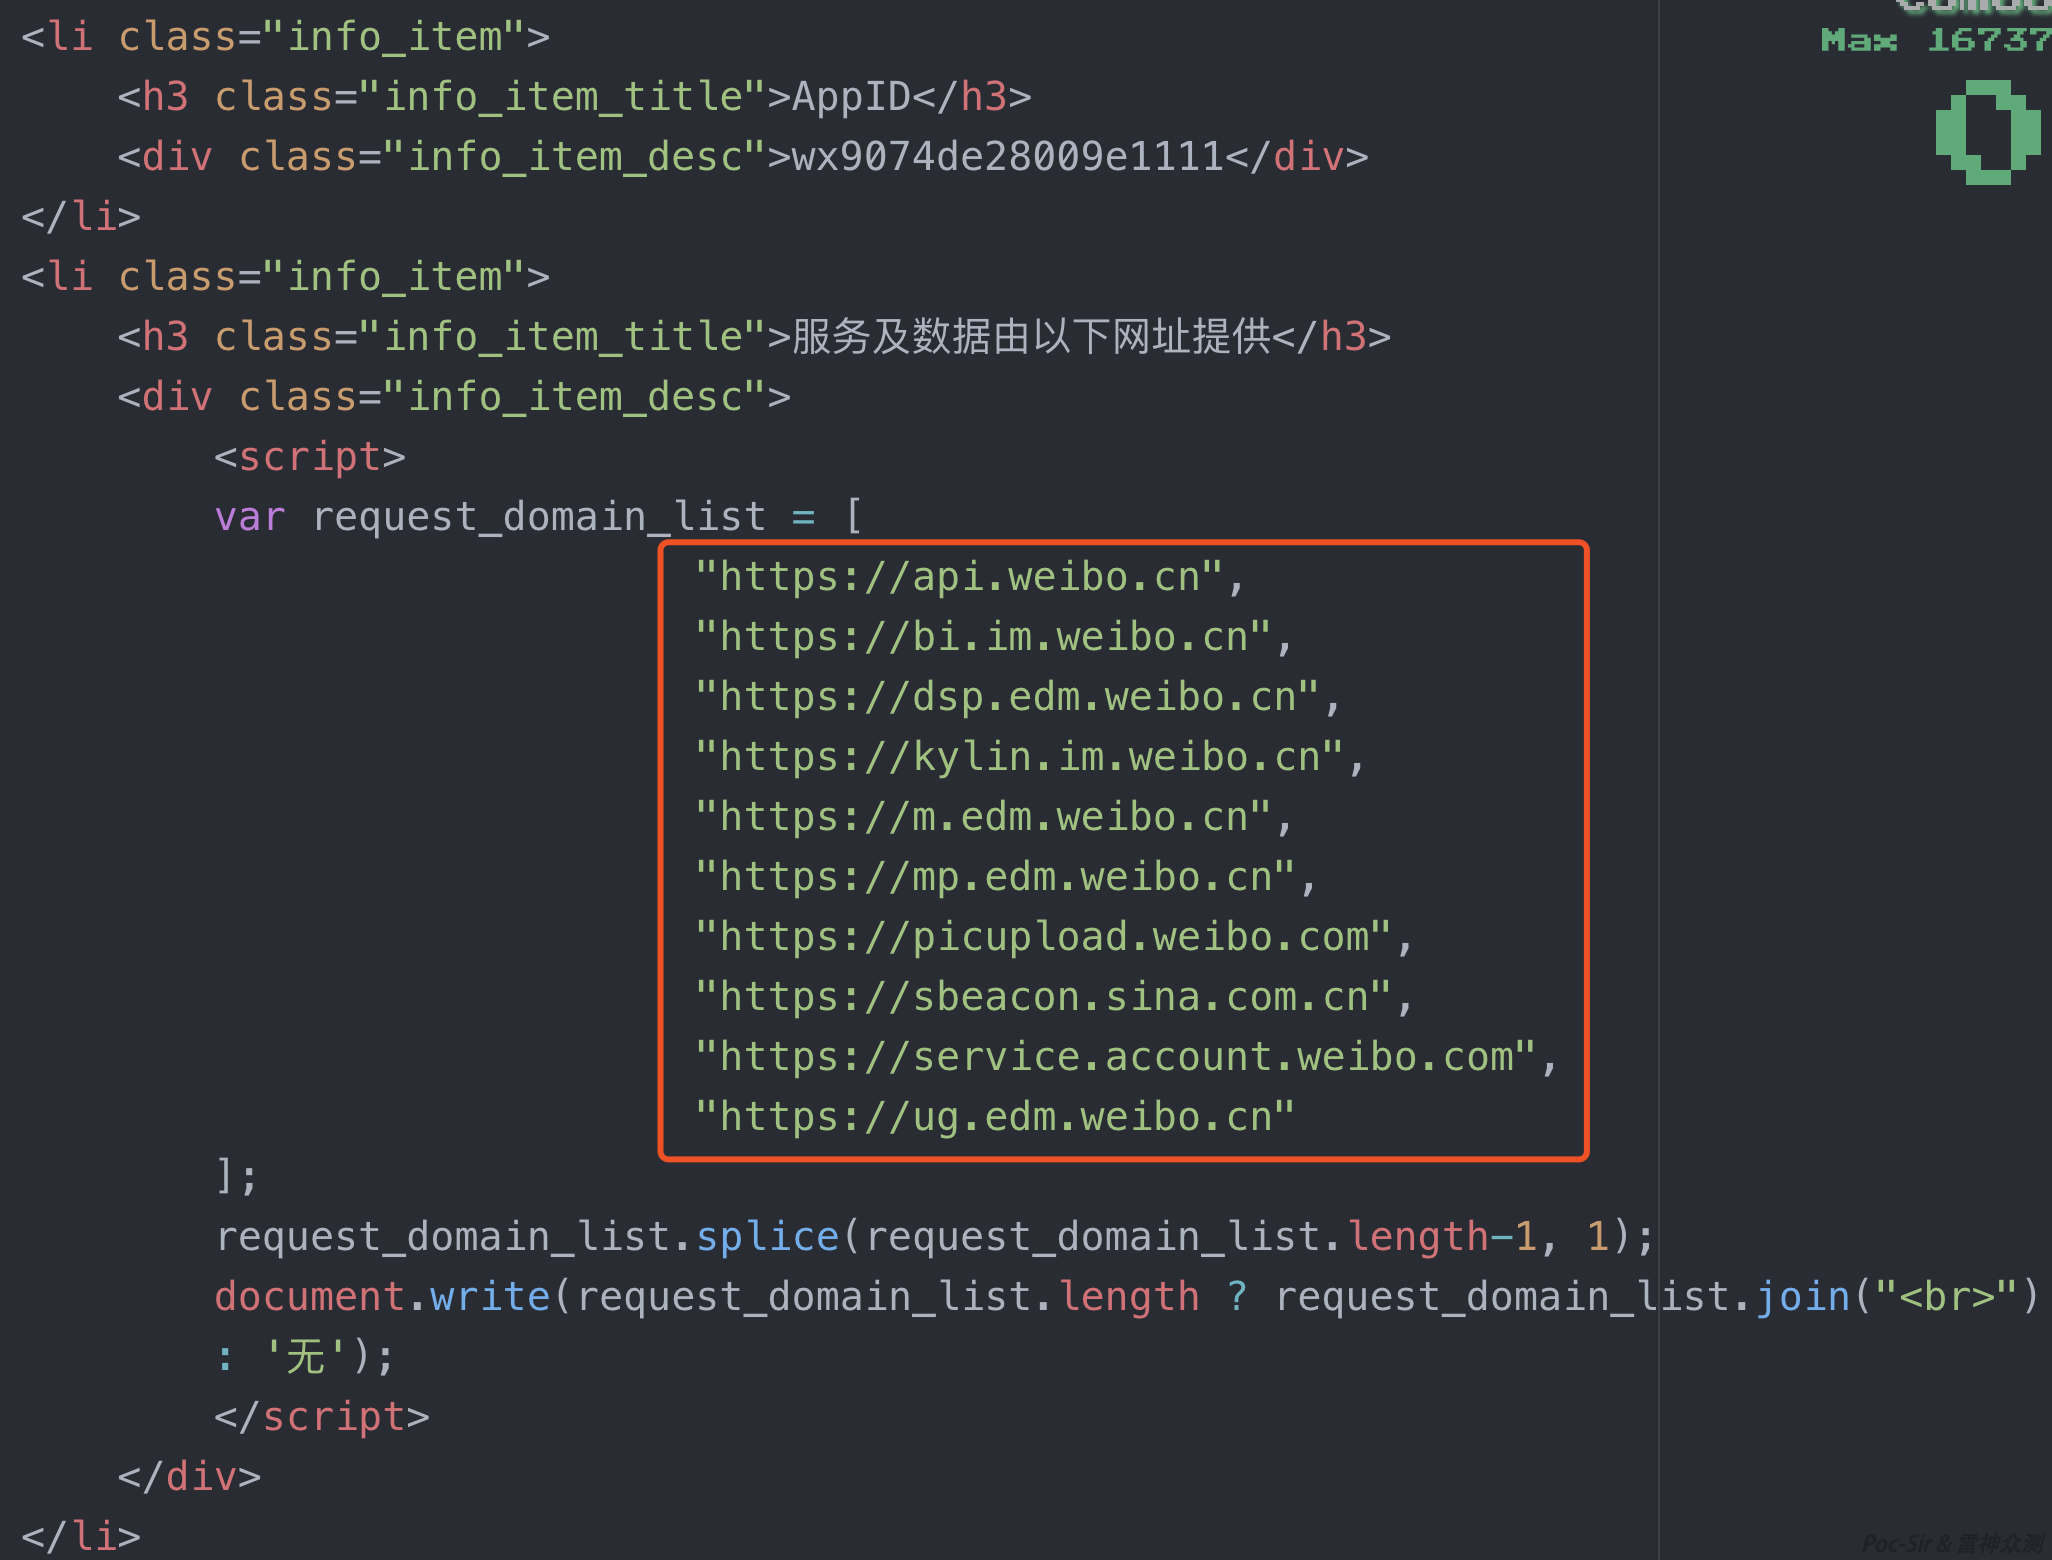 <li class="info_item">
    <h3 class="info_item_title">AppID</h3>
    <div class="info_item_desc">wx9074de28009e1111</div>
</li>
<li class="info_item">
    <h3 class="info_item_title">服务及数据由以下网址提供</h3>
    <div class="info_item_desc">
        <script>
        var request_domain_list = [
                            "https://api.weibo.cn",
                            "https://bi.im.weibo.cn",
                            "https://dsp.edm.weibo.cn",
                            "https://kylin.im.weibo.cn",
                            "https://m.edm.weibo.cn",
                            "https://mp.edm.weibo.cn",
                            "https://picupload.weibo.com",
                            "https://sbeacon.sina.com.cn",
                            "https://service.account.weibo.com",
                            "https://ug.edm.weibo.cn"
        ];
        request_domain_list.splice(request_domain_list.length-1, 1);
        document.write(request_domain_list.length ? request_domain_list.join("<br>")
        : '无');
        </script>
    </div>
</li>
Max 16737
0
Poc-Sir & 雷神众测